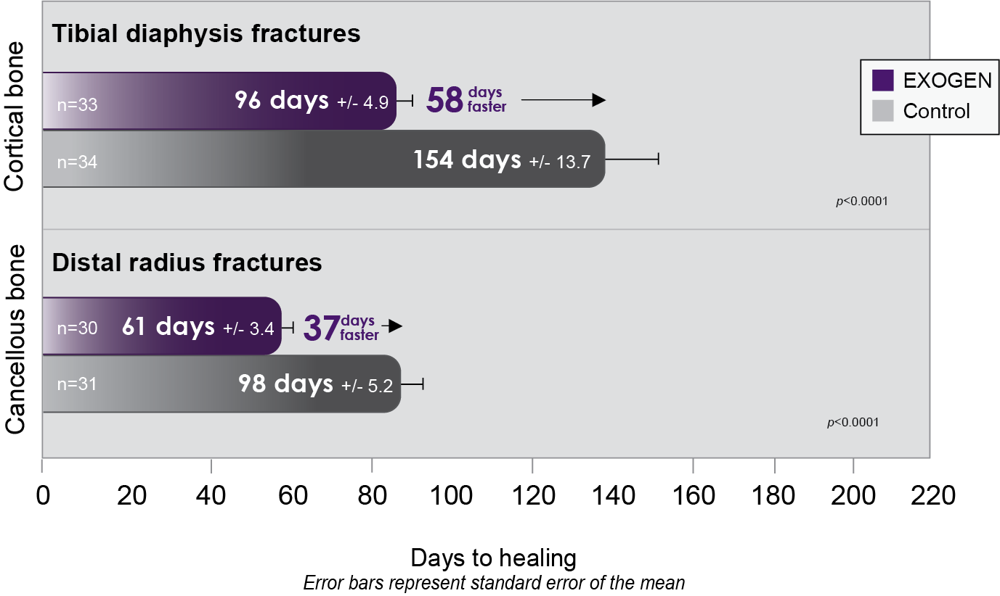 Cortical bone
Tibial diaphysis fractures
n=33 96 days +/- 4.9 58 days faster
n=34 154 days +/- 13.7
p<0.0001
EXOGEN
Control
Cancellous bone
Distal radius fractures
n=30 61 days +/- 3.4 37 days faster
n=31 98 days +/- 5.2
p<0.0001
0 20 40 60 80 100 120 140 160 180 200 220
Days to healing
Error bars represent standard error of the mean